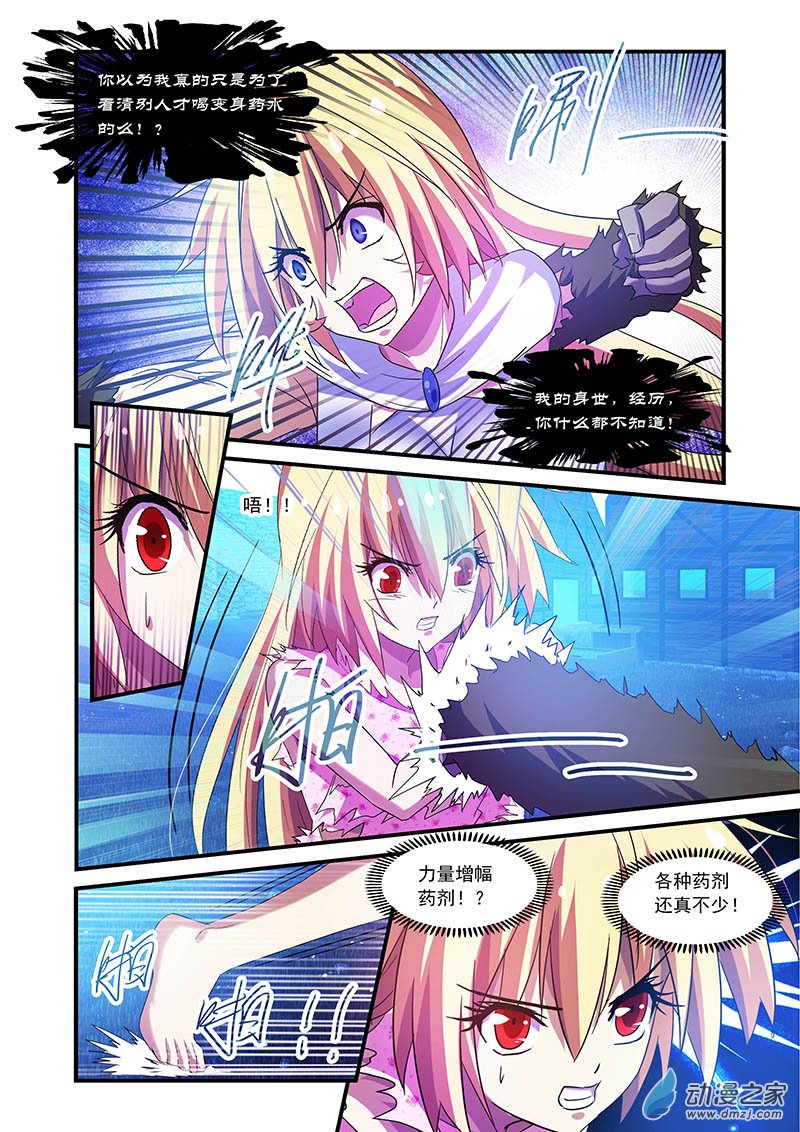 你以为我真的只是为了
看清别人才喝变身药水
的么！？
唰——
啪
我的身世，经历，
你什么都不知道！
唔！！
啪——
力量增幅
药剂！？
各种药剂
还真不少！
啪
啪！！
动漫之家
www.dmzj.com